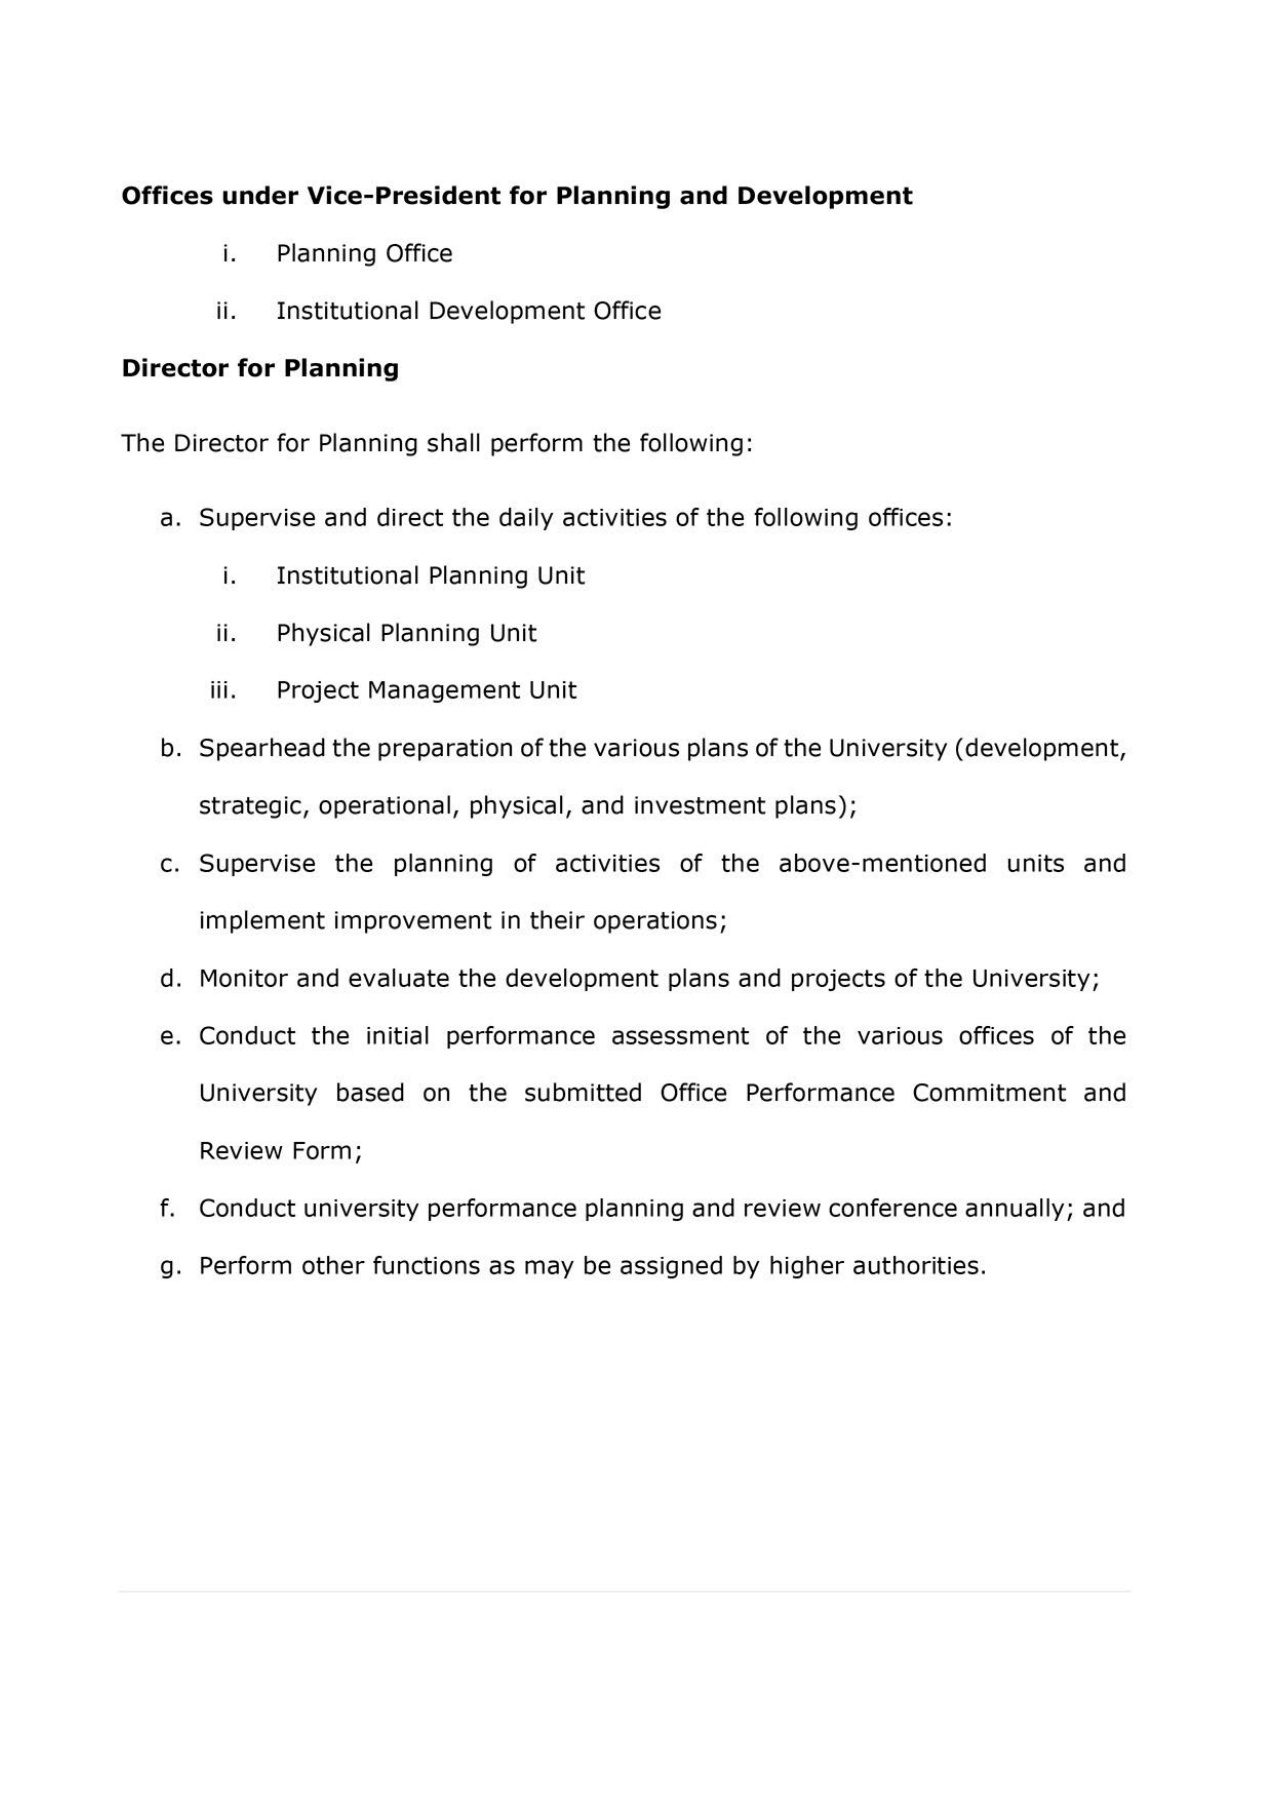 Offices under Vice-President for Planning and Development
i. Planning Office
ii. Institutional Development Office
Director for Planning
The Director for Planning shall perform the following:
a. Supervise and direct the daily activities of the following offices:
i. Institutional Planning Unit
ii. Physical Planning Unit
iii. Project Management Unit
b. Spearhead the preparation of the various plans of the University (development,
strategic, operational, physical, and investment plans);
c. Supervise the planning of activities of the above-mentioned units and
implement improvement in their operations;
d. Monitor and evaluate the development plans and projects of the University;
e. Conduct the initial performance assessment of the various offices of the
University based on the submitted Office Performance Commitment and
Review Form;
f. Conduct university performance planning and review conference annually; and
g. Perform other functions as may be assigned by higher authorities.